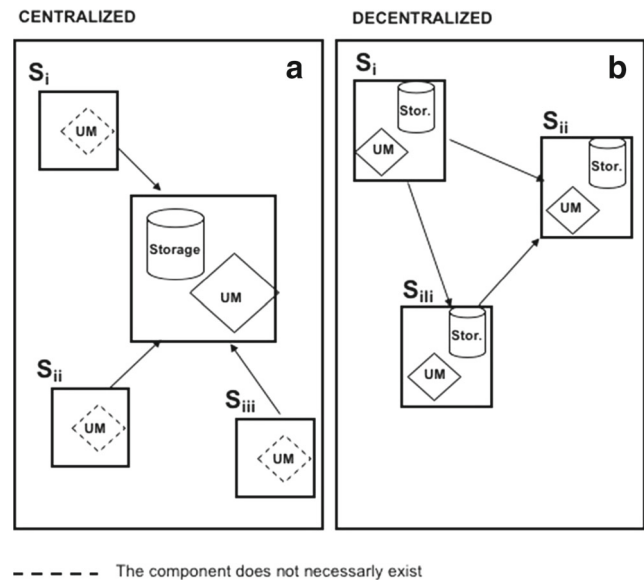 CENTRALIZED
a
Si
UM
Storage
UM
Sii
UM
Siii
UM
DECENTRALIZED
b
Si
Stor.
UM
Sii
Stor.
UM
SiIi
Stor.
UM
The component does not necessarly exist